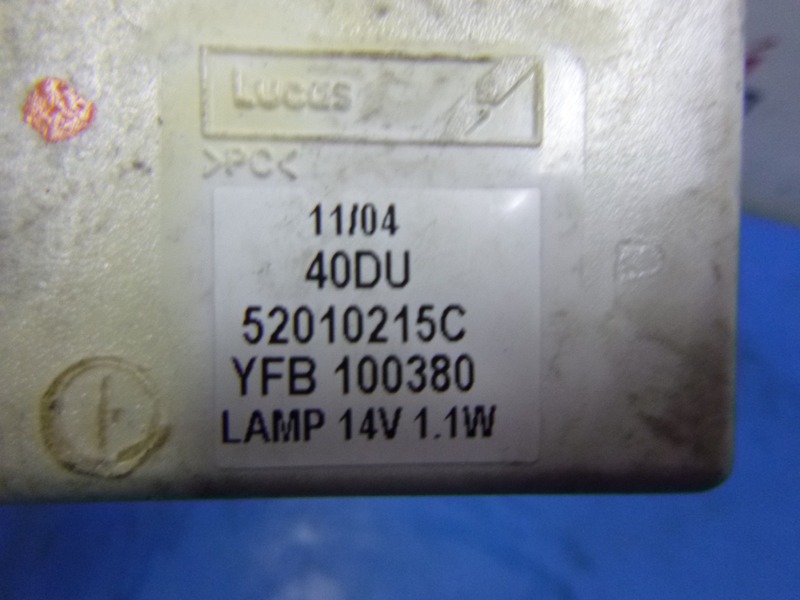 Lucas
>PC<
11/04
40DU
52010215C
YFB 100380
LAMP 14V 1.1W